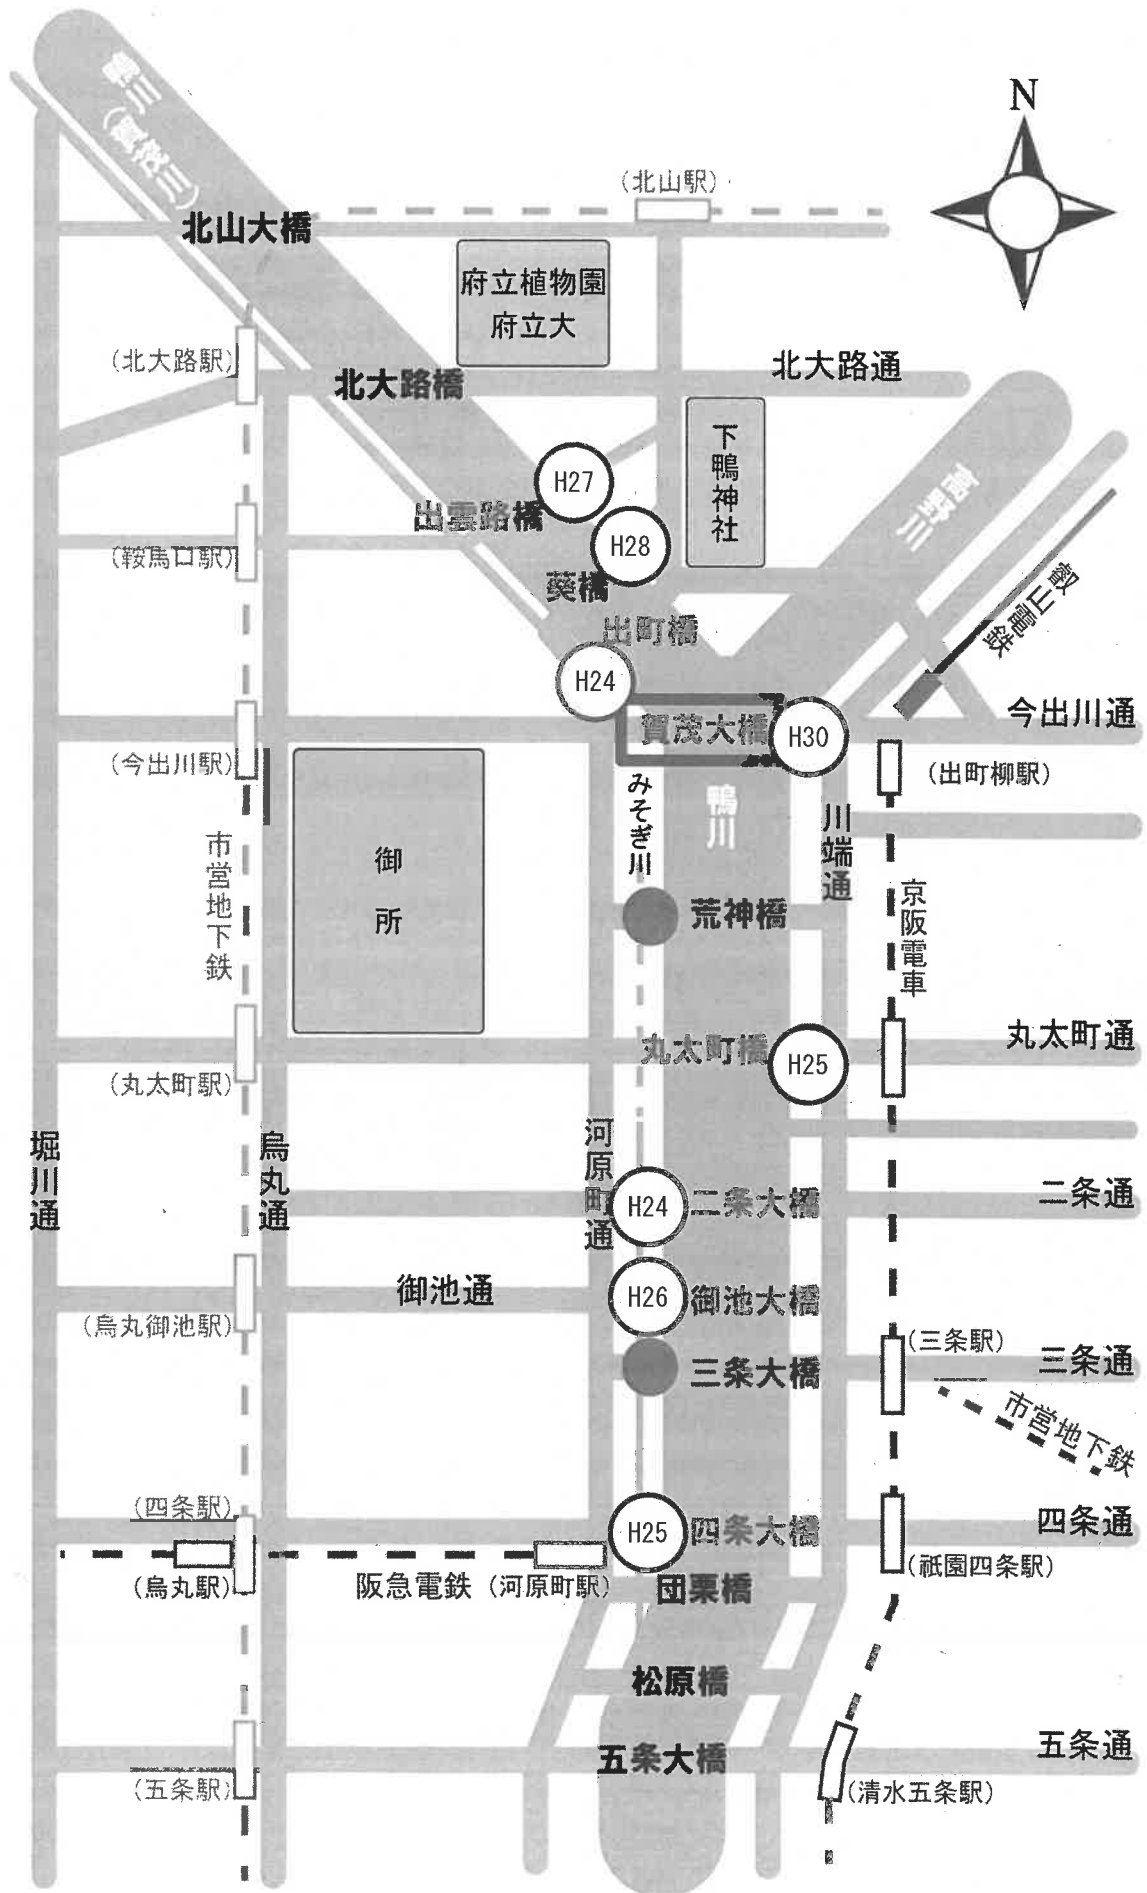 鴨川
(賀茂川)
N
(北山駅)
北山大橋
府立植物園
府立大
(北大路駅)
北大路橋
北大路通
下鴨神社
高野川
H27
出雲路橋
H28
(鞍馬口駅)
葵橋
叡山電鉄
出町橋
H24
賀茂大橋
H30
今出川通
(今出川駅)
(出町柳駅)
みそぎ川
鴨川
川端通
市営地下鉄
御所
京阪電車
荒神橋
丸太町橋
丸太町通
H25
(丸太町駅)
堀川通
烏丸通
河原町通
H24
二条大橋
二条通
御池通
H26
御池大橋
(烏丸御池駅)
(三条駅)
三条大橋
三条通
市営地下鉄
(四条駅)
H25
四条大橋
四条通
(烏丸駅)
阪急電鉄
(河原町駅)
団栗橋
(祇園四条駅)
松原橋
五条大橋
五条通
(五条駅)
(清水五条駅)